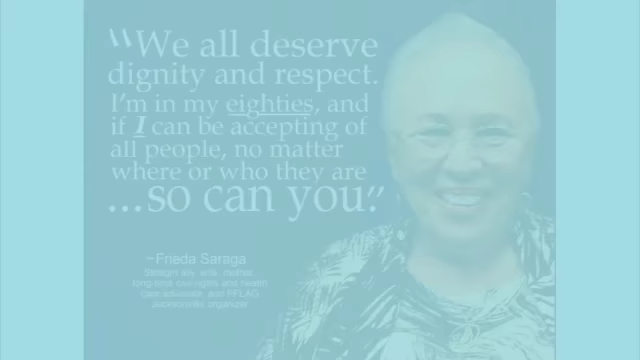 “We all deserve
dignity and respect.
I'm in my eighties, and
if I can be accepting of
all people, no matter
where or who they are
...so can you.”
~Frieda Saraga
Straight ally, wife, mother,
long-time civil rights and health
care advocate, and PFLAG
Jacksonville organizer